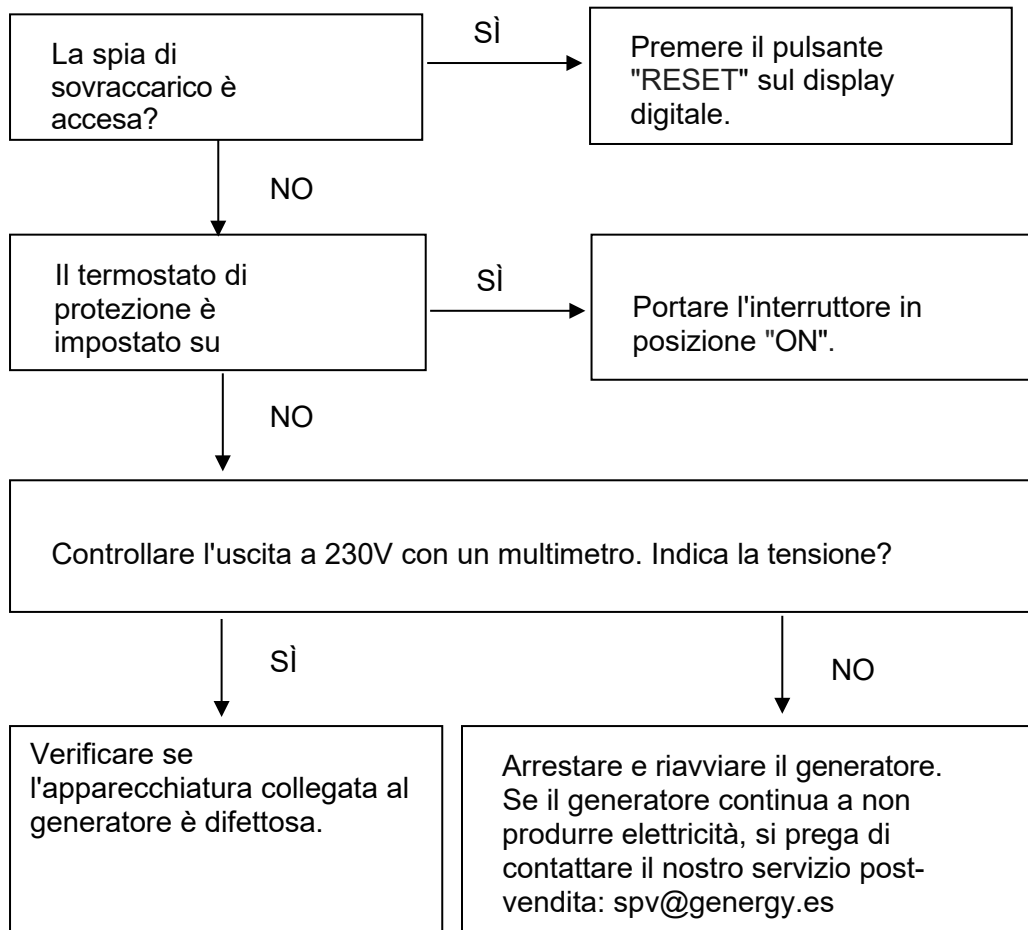 La spia di
sovraccarico è
accesa?
SÌ
Premere il pulsante
"RESET" sul display
digitale.
NO
Il termostato di
protezione è
impostato su
SÌ
Portare l'interruttore in
posizione "ON".
NO
Controllare l'uscita a 230V con un multimetro. Indica la tensione?
SÌ
NO
Verificare se
l'apparecchiatura collegata al
generatore è difettosa.
Arrestare e riavviare il generatore.
Se il generatore continua a non
produrre elettricità, si prega di
contattare il nostro servizio post-
vendita: spv@genergy.es